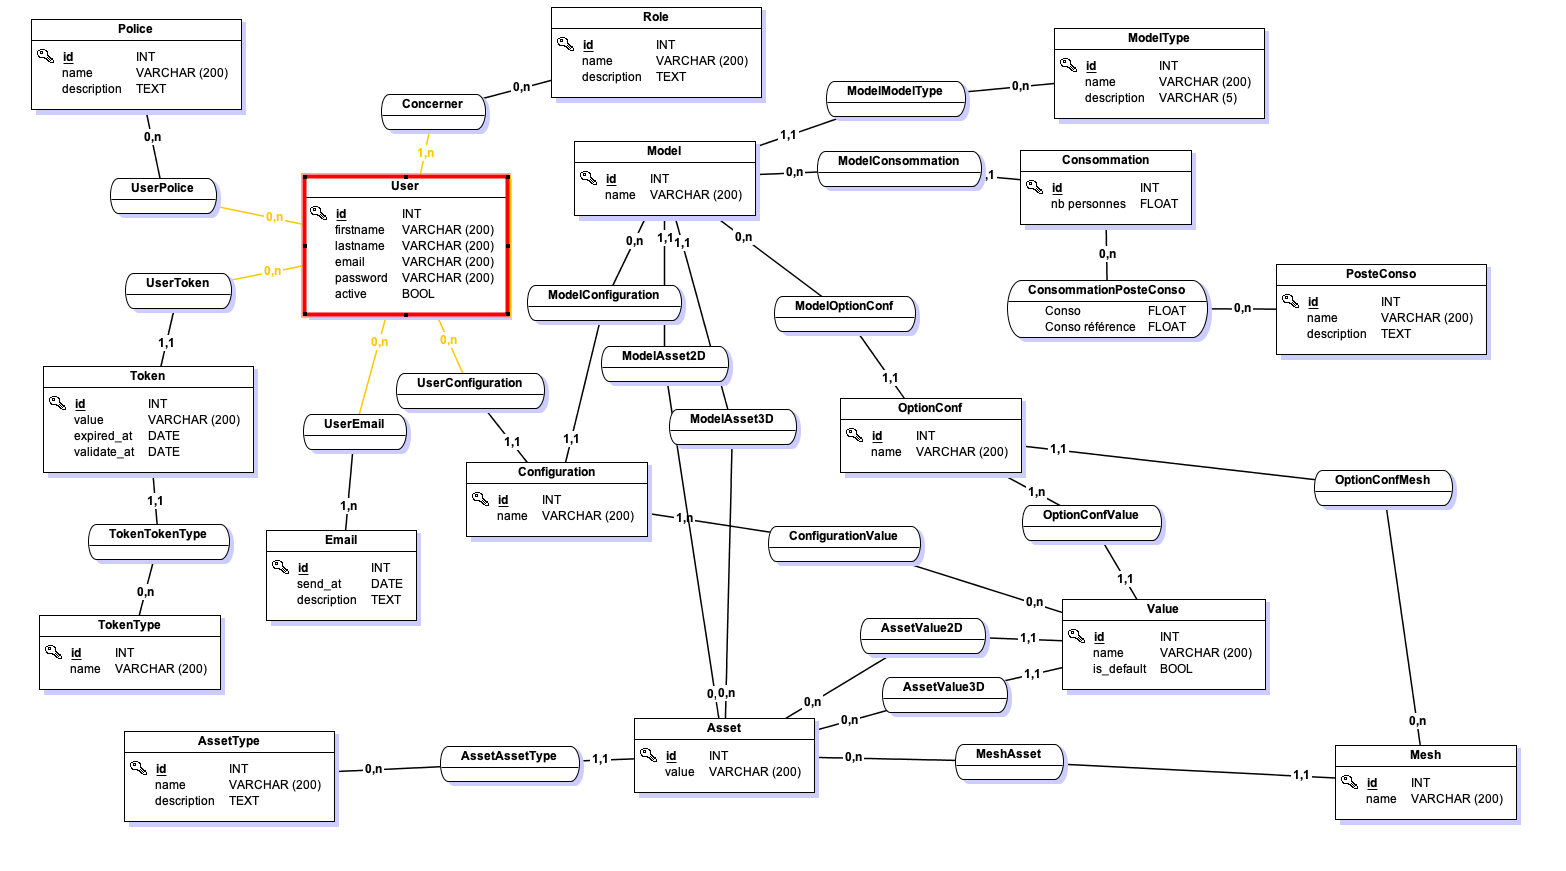 Police
id INT
name VARCHAR (200)
description TEXT
Role
id INT
name VARCHAR (200)
description TEXT
ModelType
id INT
name VARCHAR (200)
description VARCHAR (5)
0,n
Concerner
0,n
ModelModelType
0,n
0,n
1,n
1,1
Model
id INT
name VARCHAR (200)
ModelConsommation
0,n
,1
Consommation
id INT
nb personnes FLOAT
UserPolice
0,n
User
id INT
firstname VARCHAR (200)
lastname VARCHAR (200)
email VARCHAR (200)
password VARCHAR (200)
active BOOL
0,n
1,1
1,1
0,n
0,n
UserToken
0,n
ModelConfiguration
ModelOptionConf
ConsommationPosteConso
Conso FLOAT
Conso référence FLOAT
0,n
PosteConso
id INT
name VARCHAR (200)
description TEXT
1,1
0,n
0,n
ModelAsset2D
1,1
Token
id INT
value VARCHAR (200)
expired_at DATE
validate_at DATE
UserConfiguration
ModelAsset3D
OptionConf
id INT
name VARCHAR (200)
UserEmail
1,1
1,1
1,1
Configuration
id INT
name VARCHAR (200)
1,n
OptionConfMesh
1,1
1,n
1,n
OptionConfValue
TokenTokenType
Email
id INT
send_at DATE
description TEXT
ConfigurationValue
1,1
0,n
0,n
TokenType
id INT
name VARCHAR (200)
Value
id INT
name VARCHAR (200)
is_default BOOL
AssetValue2D
1,1
AssetValue3D
1,1
0,
0,n
0,n
0,n
0,n
AssetType
id INT
name VARCHAR (200)
description TEXT
0,n
AssetAssetType
1,1
Asset
id INT
value VARCHAR (200)
0,n
MeshAsset
1,1
Mesh
id INT
name VARCHAR (200)